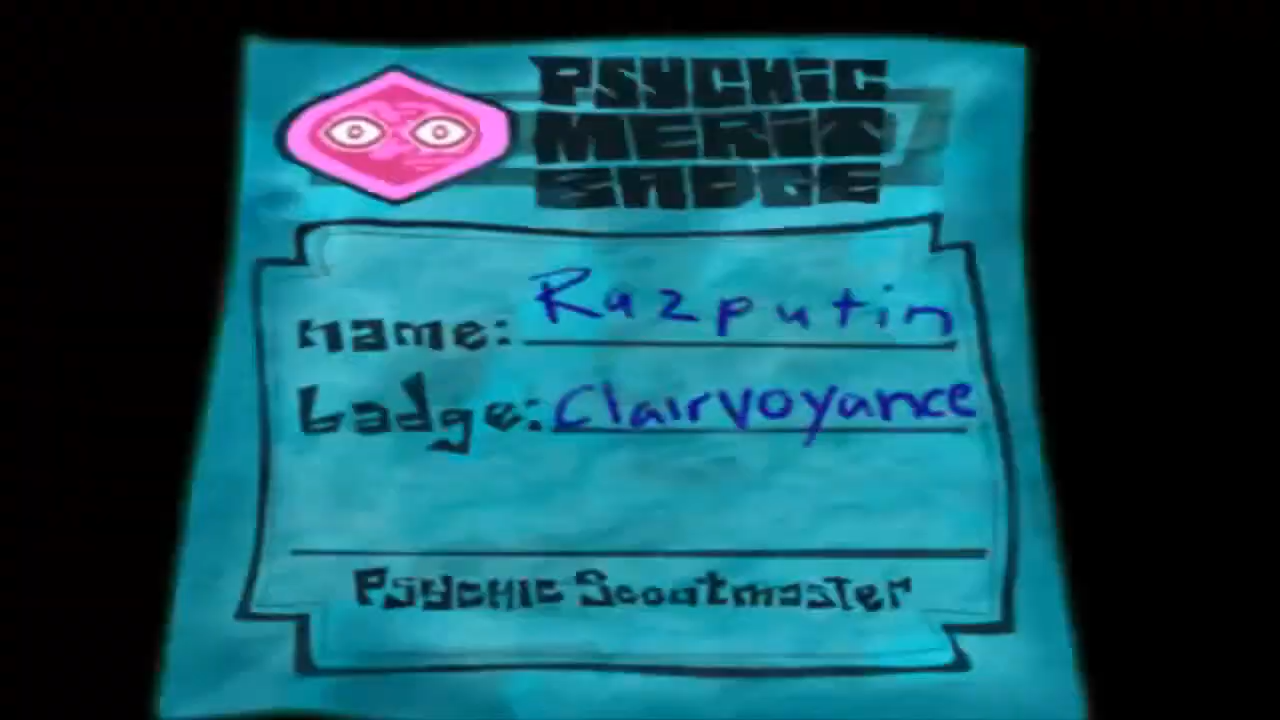 PSYCHIC
MERIT
BADGE
name: Razputin
badge: Clairvoyance
Psychic Scoutmaster